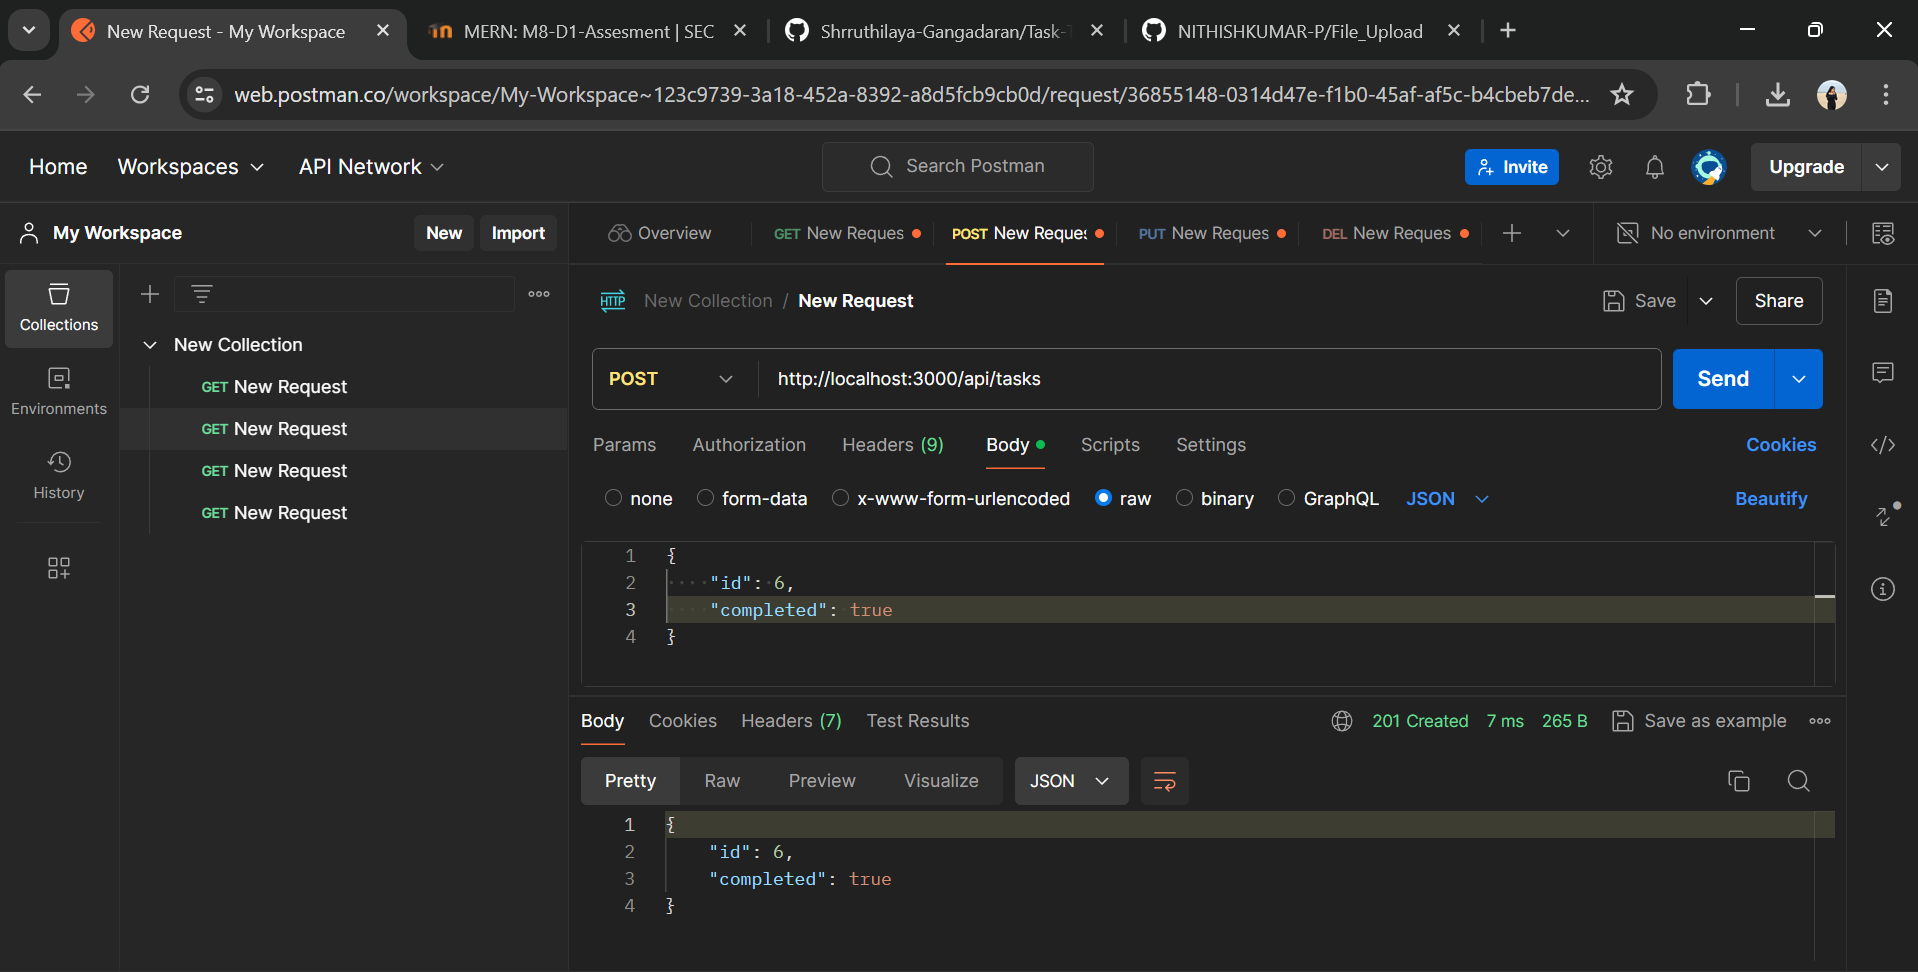 New Request - My Workspace
MERN: M8-D1-Assesment | SEC
Shrruthilaya-Gangadaran/Task-
NITHISHKUMAR-P/File_Upload
web.postman.co/workspace/My-Workspace~123c9739-3a18-452a-8392-a8d5fcb9cb0d/request/36855148-0314d47e-f1b0-45af-af5c-b4cbeb7de...
Home Workspaces API Network Search Postman Invite Upgrade
My Workspace New Import
Overview GET New Reques POST New Reques PUT New Reques DEL New Reques No environment
Collections
Environments
History
New Collection
GET New Request
GET New Request
GET New Request
GET New Request
HTTP New Collection / New Request Save Share
POST http://localhost:3000/api/tasks Send
Params Authorization Headers (9) Body Scripts Settings Cookies
none form-data x-www-form-urlencoded raw binary GraphQL JSON Beautify
1 {
2 "id": 6,
3 "completed": true
4 }
Body Cookies Headers (7) Test Results 201 Created 7 ms 265 B Save as example
Pretty Raw Preview Visualize JSON
1 {
2 "id": 6,
3 "completed": true
4 }